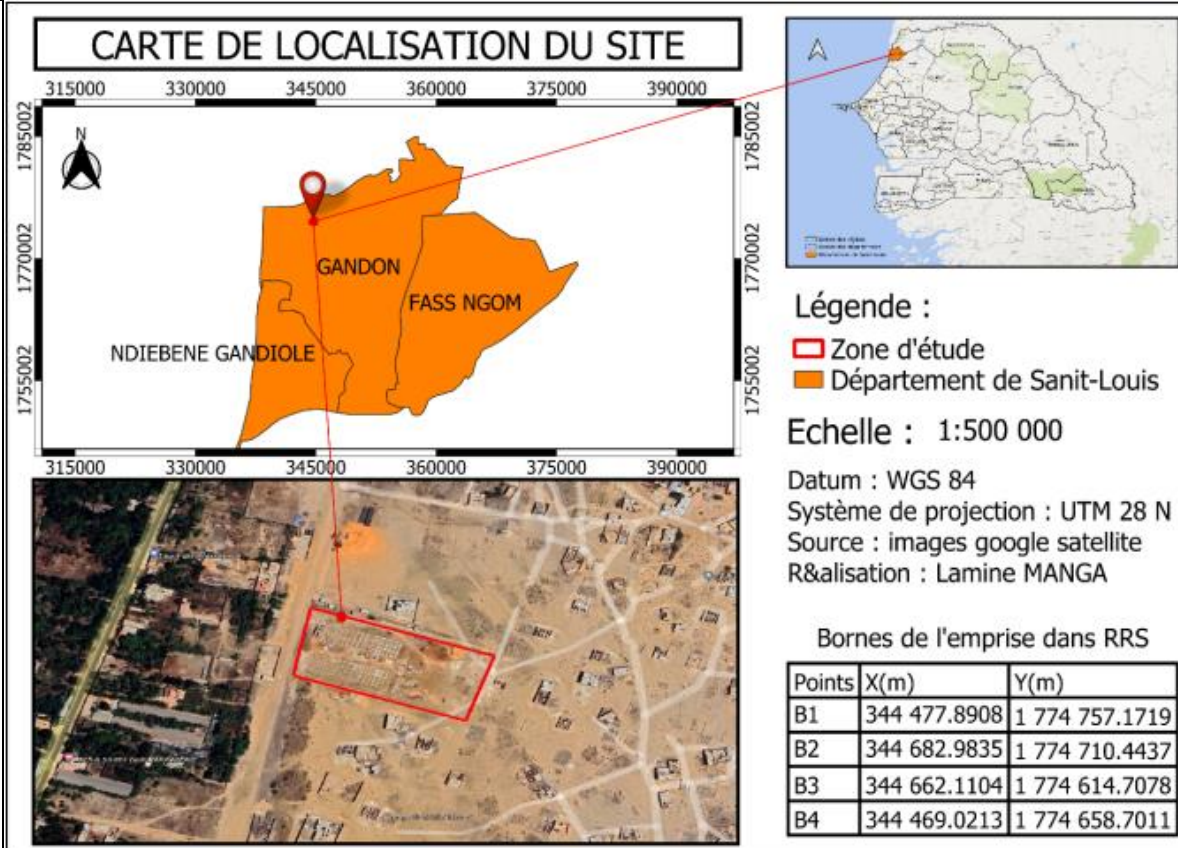 CARTE DE LOCALISATION DU SITE
315000 330000 345000 360000 375000 390000
1785002 1785002
N
1770002 1770002
GANDON
FASS NGOM
NDIEBENE GANDIOLE
1755002 1755002
315000 330000 345000 360000 375000 390000
Légende :
Zone d'étude
Département de Sanit-Louis
Echelle : 1:500 000
Datum : WGS 84
Système de projection : UTM 28 N
Source : images google satellite
R&alisation : Lamine MANGA
Bornes de l'emprise dans RRS
Points X(m) Y(m)
B1 344 477.8908 1 774 757.1719
B2 344 682.9835 1 774 710.4437
B3 344 662.1104 1 774 614.7078
B4 344 469.0213 1 774 658.7011